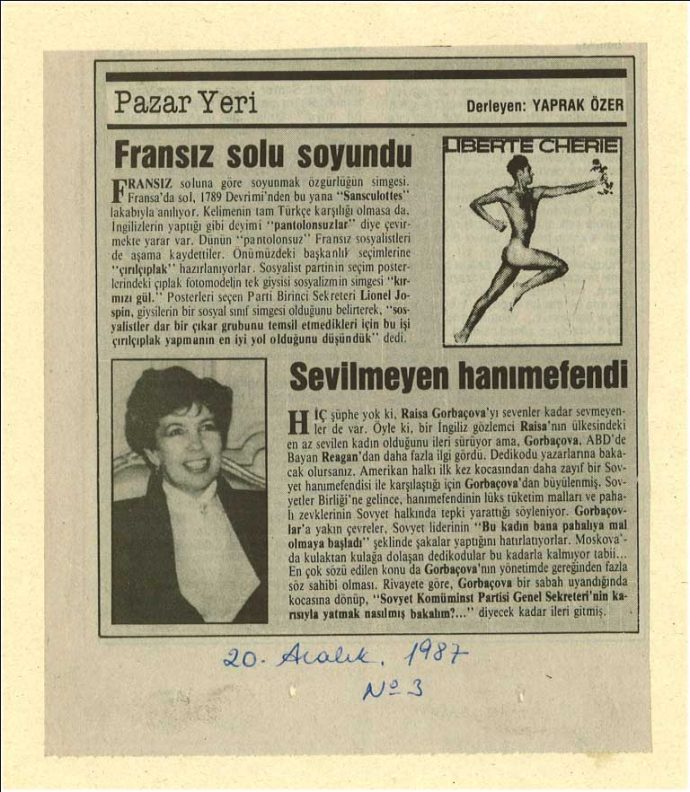 Pazar Yeri
Derleyen: YAPRAK ÖZER
Fransız solu soyundu
FRANSIZ soluna göre soyunmak özgürlüğün simgesi.
Fransa'da sol, 1789 Devrimi'nden bu yana “Sansculottes”
lakabıyla anılıyor. Kelimenin tam Türkçe karşılığı olmasa da,
İngilizlerin yaptığı gibi deyimi “pantolonsuzlar” diye çevir-
mekte yarar var. Dünün “pantolonsuz” Fransız sosyalistleri
de aşama kaydettiler. Önümüzdeki başkanlık seçimlerine
“çırılçıplak” hazırlanıyorlar. Sosyalist partinin seçim poster-
lerindeki çıplak fotomodelin tek giysisi sosyalizmin simgesi “kır-
mızı gül.” Posterleri seçen Parti Birinci Sekreteri Lionel Jo-
spin, giysilerin bir sosyal sınıf simgesi olduğunu belirterek, “sos-
yalistler dar bir çıkar grubunu temsil etmedikleri için bu işi
çırılçıplak yapmanın en iyi yol olduğunu düşündük” dedi.
LIBERTE CHERIE
Sevilmeyen hanımefendi
HİÇ şüphe yok ki, Raisa Gorbaçova'yı sevenler kadar sevmeyen-
ler de var. Öyle ki, bir İngiliz gözlemci Raisa'nın ülkesindeki
en az sevilen kadın olduğunu ileri sürüyor ama, Gorbaçova, ABD'de
Bayan Reagan'dan daha fazla ilgi gördü. Dedikodu yazarlarına baka-
cak olursanız. Amerikan halkı ilk kez kocasından daha zayıf bir Sov-
yet hanımefendisi ile karşılaştığı için Gorbaçova'dan büyülenmiş. Sov-
yetler Birliği'ne gelince, hanımefendinin lüks tüketim malları ve paha-
lı zevklerinin Sovyet halkında tepki yarattığı söyleniyor. Gorbaçov-
lar'a yakın çevreler, Sovyet liderinin “Bu kadın bana pahalıya mal
olmaya başladı” şeklinde şakalar yaptığını hatırlatıyorlar. Moskova'-
da kulaktan kulağa dolaşan dedikodular bu kadarla kalmıyor tabii...
En çok sözü edilen konu da Gorbaçova'nın yönetimde gereğinden fazla
söz sahibi olması. Rivayete göre, Gorbaçova bir sabah uyandığında
kocasına dönüp, “Sovyet Komüminst Partisi Genel Sekreteri'nin ka-
rısıyla yatmak nasılmış bakalım?...” diyecek kadar ileri gitmiş.
20. Aralık. 1987
No 3